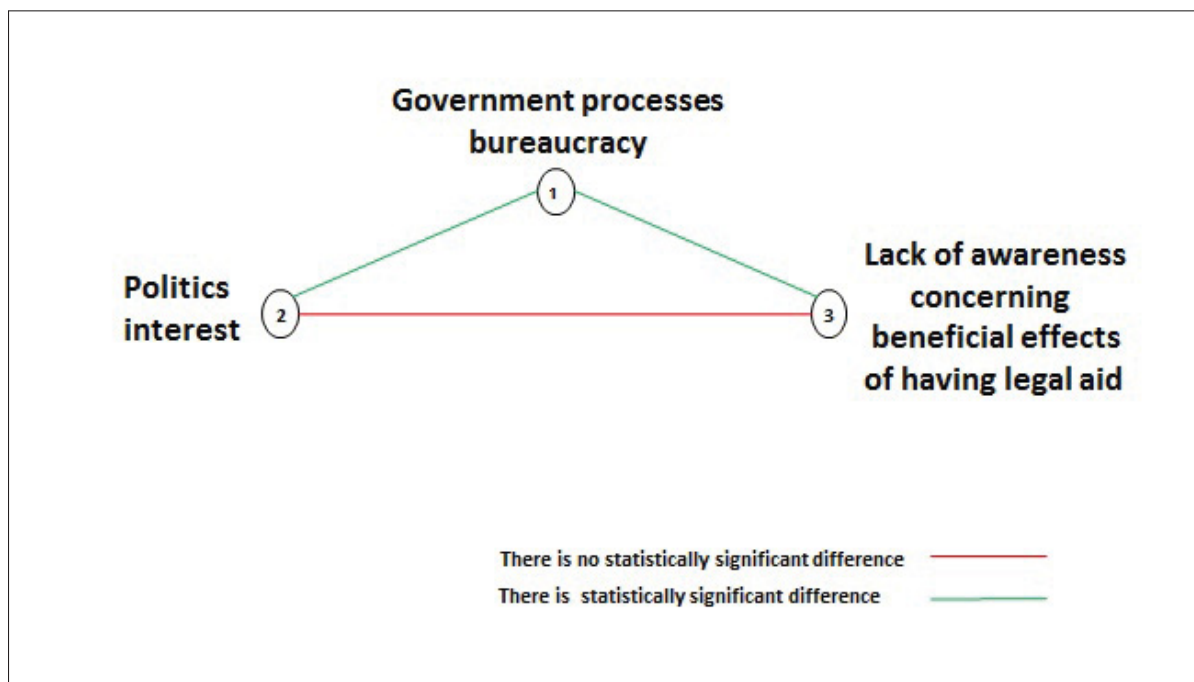 Government processes
bureaucracy
1
Politics
interest
2
3
Lack of awareness
concerning
beneficial effects
of having legal aid
There is no statistically significant difference
There is statistically significant difference